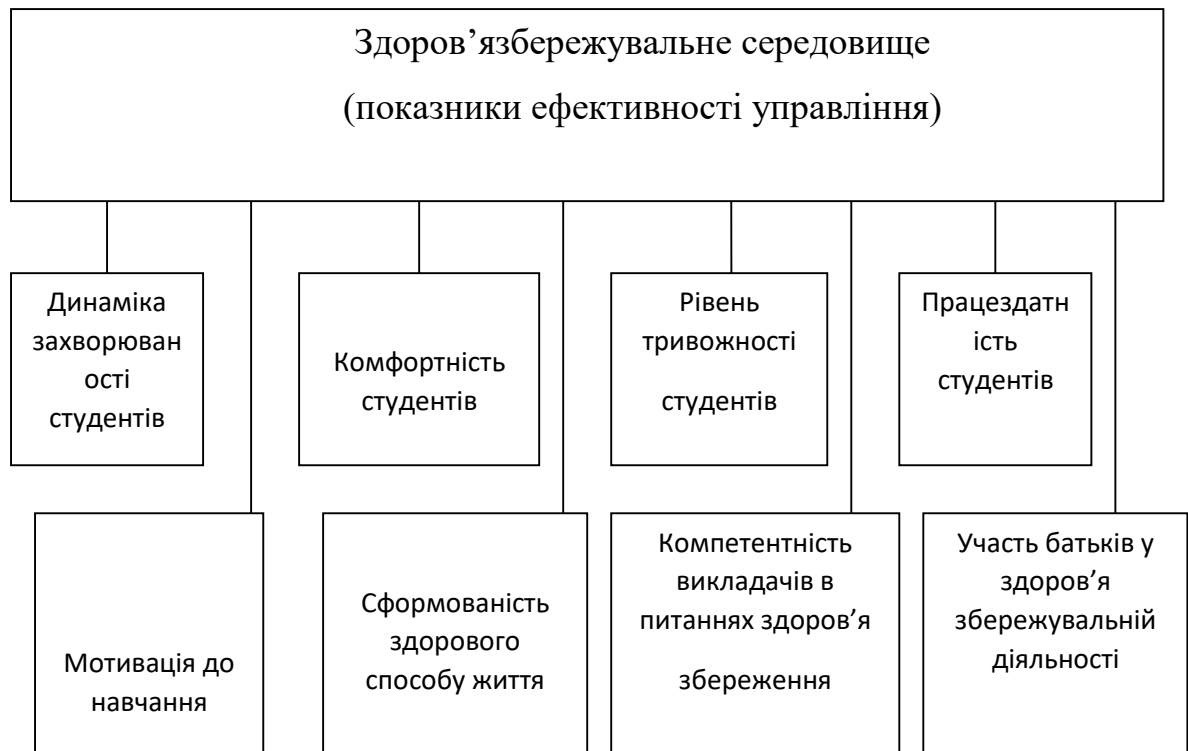 Здоров’язбережувальне середовище
(показники ефективності управління)
Динаміка
захворюван
ості
студентів
Комфортність
студентів
Рівень
тривожності
студентів
Працездатн
ість
студентів
Мотивація до
навчання
Сформованість
здорового
способу життя
Компетентність
викладачів в
питаннях здоров’я
збереження
Участь батьків у
здоров’я
збережувальній
діяльності